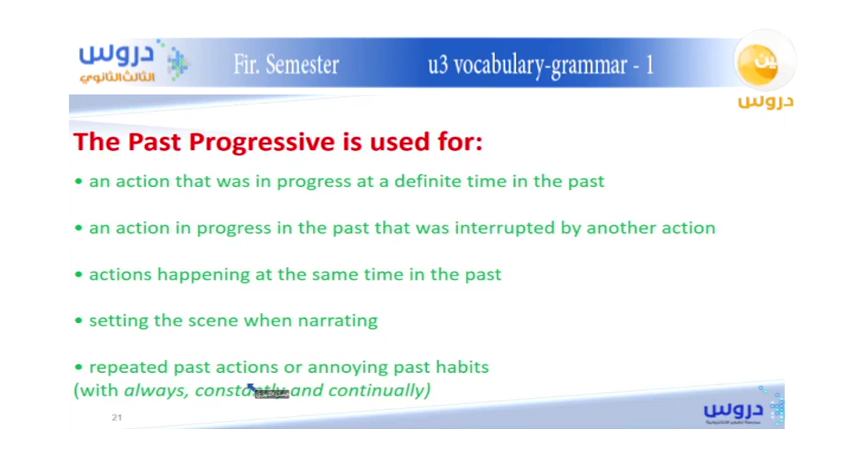 دروس
الثالث الثانوي
Fir. Semester
u3 vocabulary-grammar - 1
ين
دروس
The Past Progressive is used for:
• an action that was in progress at a definite time in the past
• an action in progress in the past that was interrupted by another action
• actions happening at the same time in the past
• setting the scene when narrating
• repeated past actions or annoying past habits
(with always, constantly and continually)
21
دروس